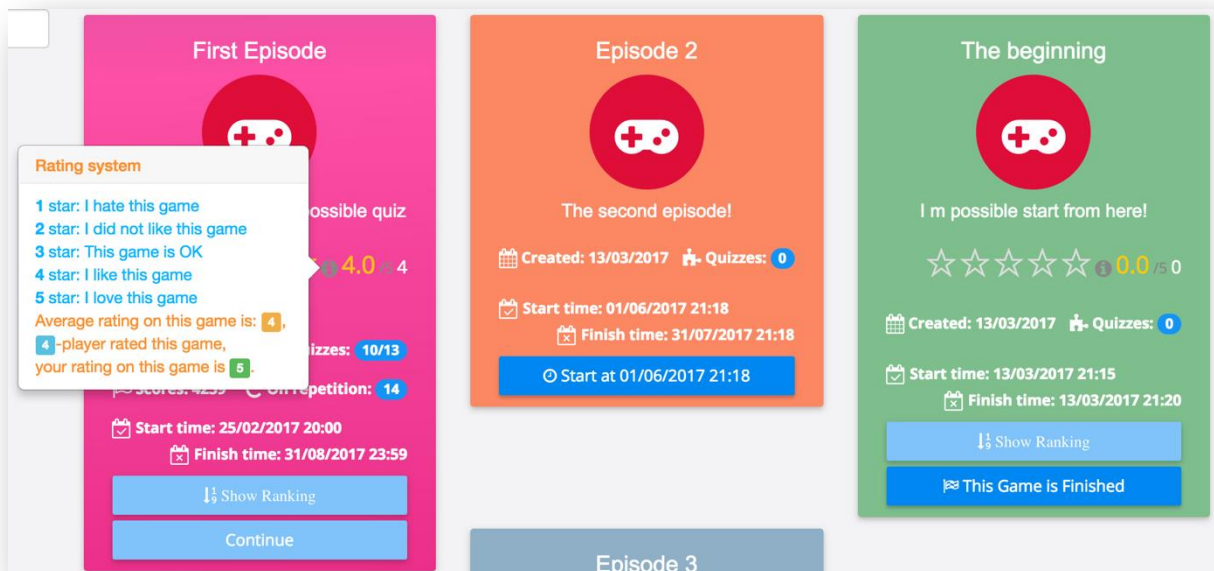 First Episode
Rating system
1 star: I hate this game
2 star: I did not like this game
3 star: This game is OK
4 star: I like this game
5 star: I love this game
Average rating on this game is: 4,
4-player rated this game,
your rating on this game is 5.
possible quiz
4.0 /5 4
izzes: 10/13
petition: 14
Start time: 25/02/2017 20:00
Finish time: 31/08/2017 23:59
Show Ranking
Continue
Episode 2
The second episode!
Created: 13/03/2017 Quizzes: 0
Start time: 01/06/2017 21:18
Finish time: 31/07/2017 21:18
Start at 01/06/2017 21:18
Episode 3
The beginning
I m possible start from here!
0.0 /5 0
Created: 13/03/2017 Quizzes: 0
Start time: 13/03/2017 21:15
Finish time: 13/03/2017 21:20
Show Ranking
This Game is Finished